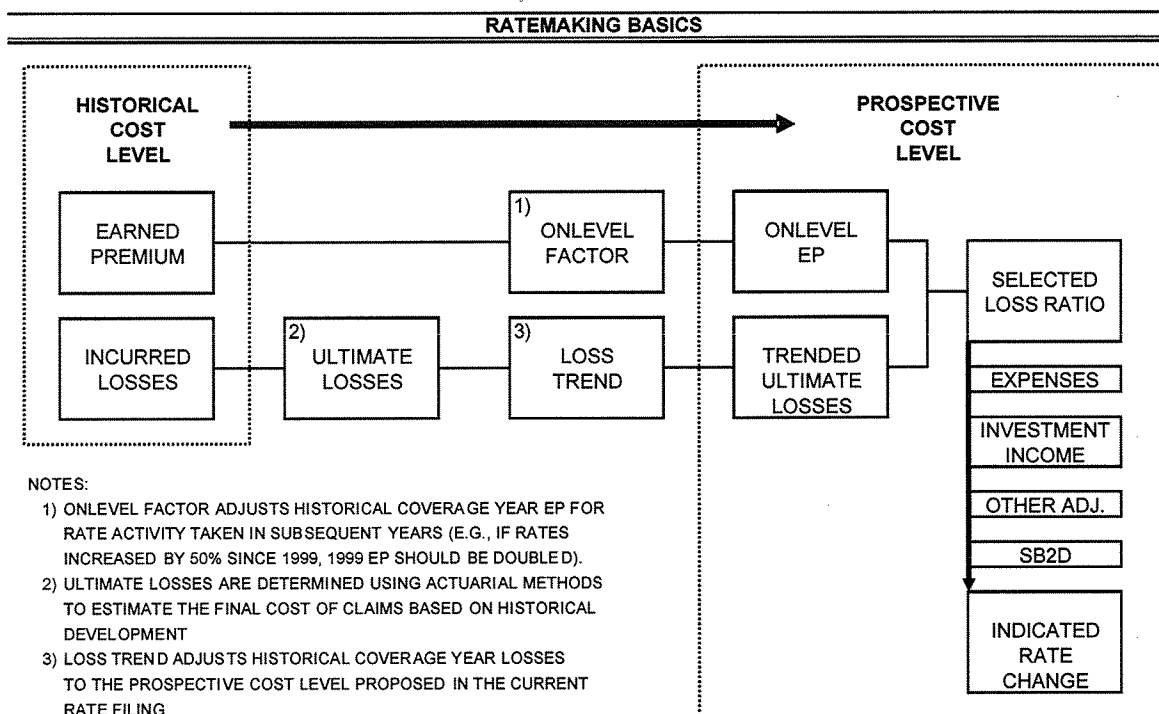 RATEMAKING BASICS
HISTORICAL
COST
LEVEL
PROSPECTIVE
COST
LEVEL
EARNED
PREMIUM
1)
ONLEVEL
FACTOR
ONLEVEL
EP
SELECTED
LOSS RATIO
INCURRED
LOSSES
2)
ULTIMATE
LOSSES
3)
LOSS
TREND
TRENDED
ULTIMATE
LOSSES
EXPENSES
INVESTMENT
INCOME
OTHER ADJ.
SB2D
INDICATED
RATE
CHANGE
NOTES:
1) ONLEVEL FACTOR ADJUSTS HISTORICAL COVERAGE YEAR EP FOR
RATE ACTIVITY TAKEN IN SUBSEQUENT YEARS (E.G., IF RATES
INCREASED BY 50% SINCE 1999, 1999 EP SHOULD BE DOUBLED).
2) ULTIMATE LOSSES ARE DETERMINED USING ACTUARIAL METHODS
TO ESTIMATE THE FINAL COST OF CLAIMS BASED ON HISTORICAL
DEVELOPMENT
3) LOSS TREND ADJUSTS HISTORICAL COVERAGE YEAR LOSSES
TO THE PROSPECTIVE COST LEVEL PROPOSED IN THE CURRENT
RATE FILING